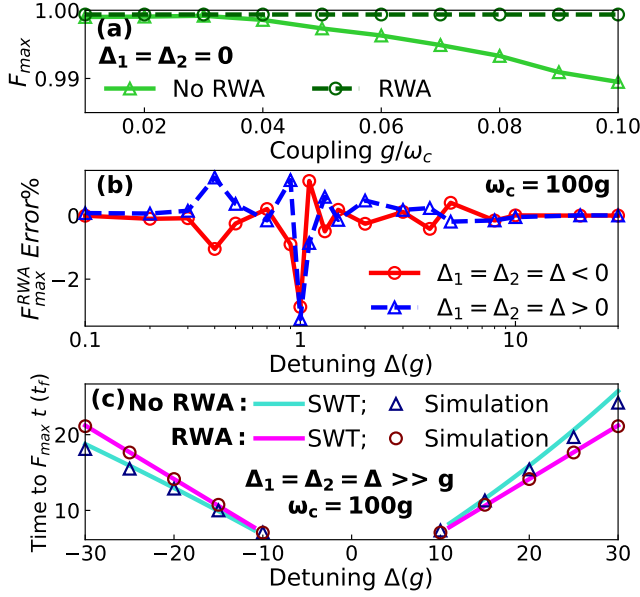 1.00
0.99
F_max
(a)
Δ₁ = Δ₂ = 0
No RWA
RWA
0.02 0.04 0.06 0.08 0.10
Coupling g/ω_c
(b)
ω_c = 100g
0
−2
F_max^RWA Error%
Δ₁ = Δ₂ = Δ < 0
Δ₁ = Δ₂ = Δ > 0
0.1 1 10 30
Detuning Δ(g)
(c)
No RWA: SWT; Simulation
RWA: SWT; Simulation
Δ₁ = Δ₂ = Δ >> g
ω_c = 100g
20
10
Time to F_max t (t_f)
−30 −20 −10 0 10 20 30
Detuning Δ(g)